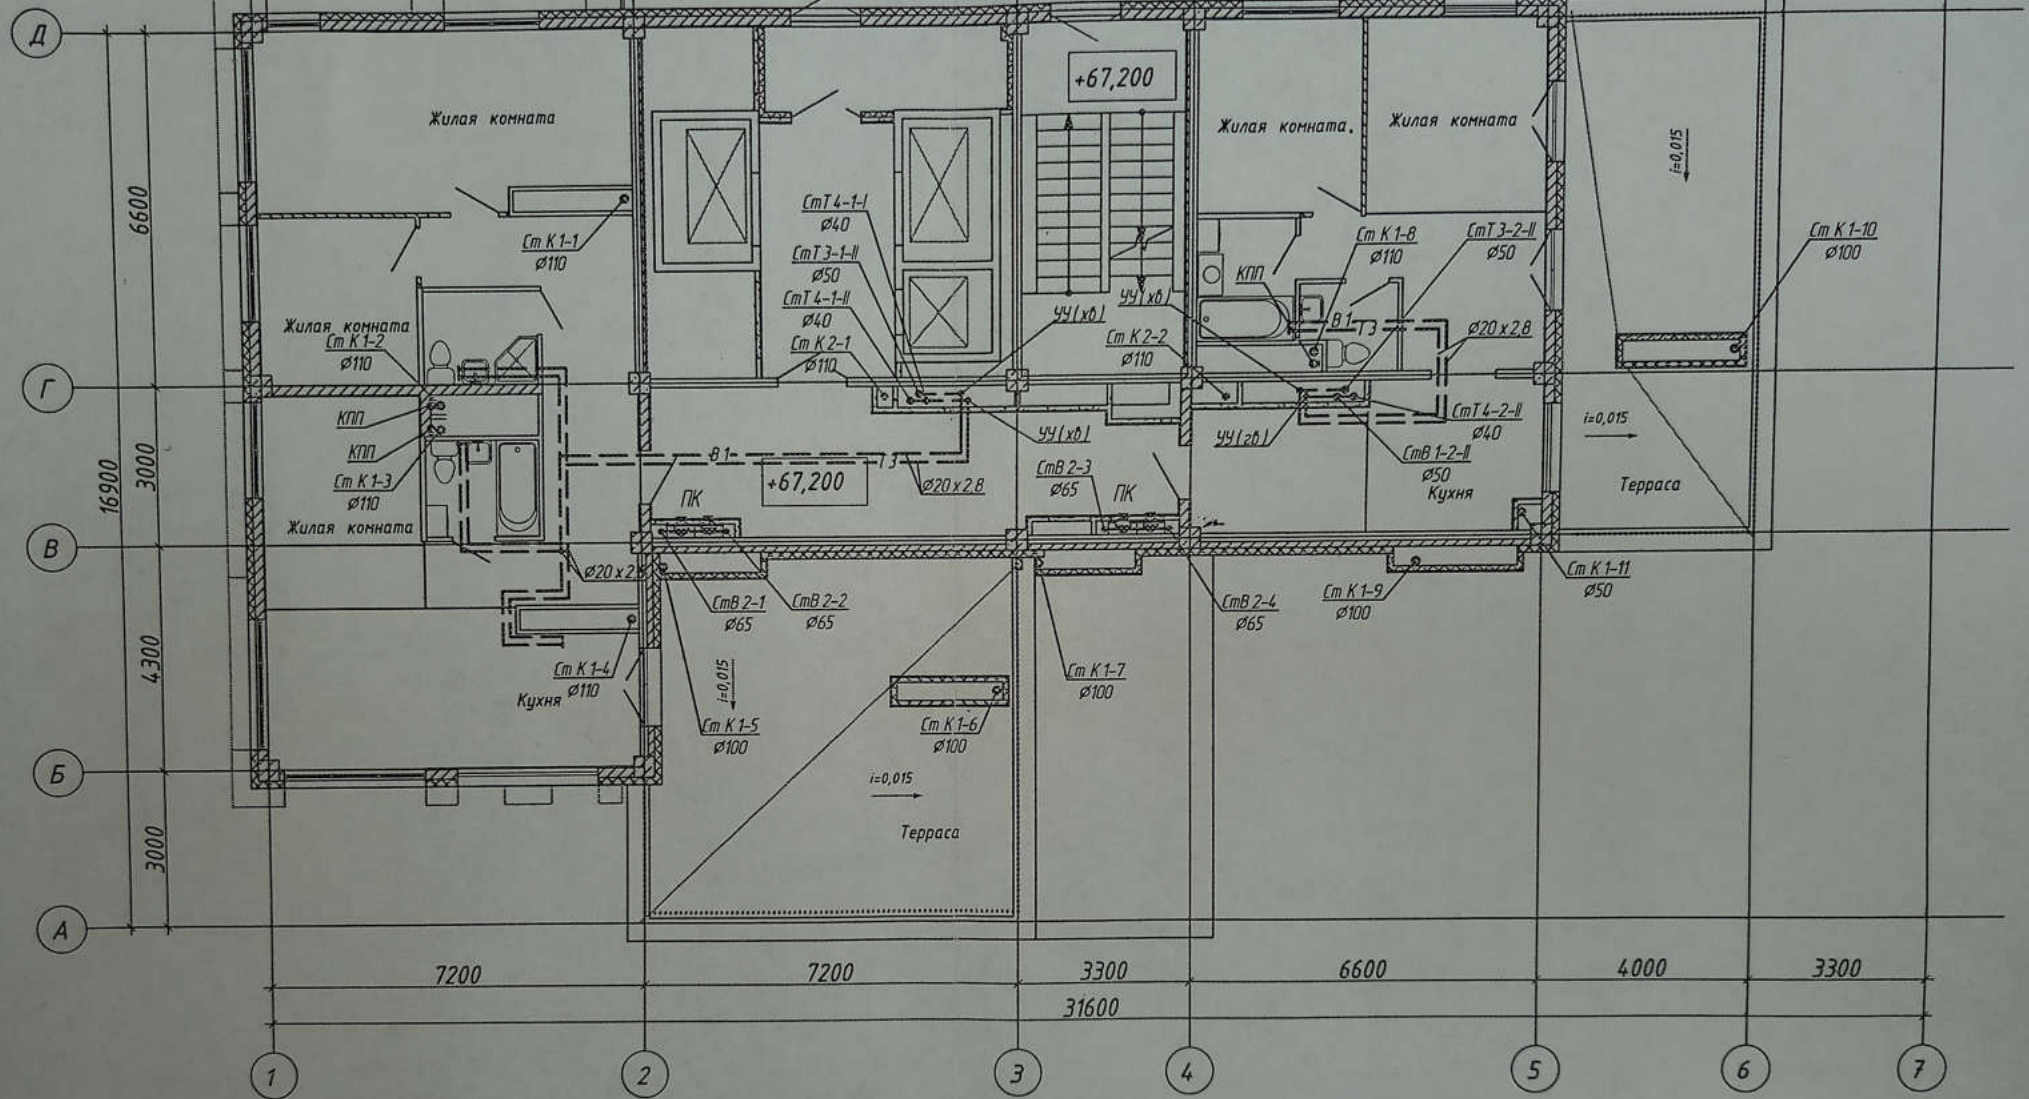 Д
+67,200
Жилая комната
Жилая комната.
Жилая комната
i=0,015
6600
СтТ 4-1-I
Ø40
Ст К 1-1
Ø110
СтТ 3-1-II
Ø50
СтТ 4-1-II
Ø40
Ст К 1-8
Ø110
СтТ 3-2-II
Ø50
Ст К 1-10
Ø100
КПП
УУ(хв)
УУ(хв)
В1
Т3
Ø20 x 2,8
Жилая комната
Ст К 1-2
Ø110
Ст К 2-1
Ø110
Ст К 2-2
Ø110
Г
КПП
КПП
Ст К 1-3
Ø110
Жилая комната
16900
3000
В1
Т3
+67,200
Ø20 x 2,8
УУ(хв)
УУ(гв)
СтТ 4-2-II
Ø40
СтВ 1-2-II
Ø50
Кухня
i=0,015
Терраса
СтВ 2-3
Ø65
ПК
ПК
В
Ø20 x 2,
СтВ 2-1
Ø65
СтВ 2-2
Ø65
СтВ 2-4
Ø65
Ст К 1-9
Ø100
Ст К 1-11
Ø50
4300
Ст К 1-4
Ø110
Кухня
i=0,015
Ст К 1-5
Ø100
Ст К 1-6
Ø100
Ст К 1-7
Ø100
Б
i=0,015
Терраса
3000
А
7200
7200
3300
6600
4000
3300
31600
1
2
3
4
5
6
7